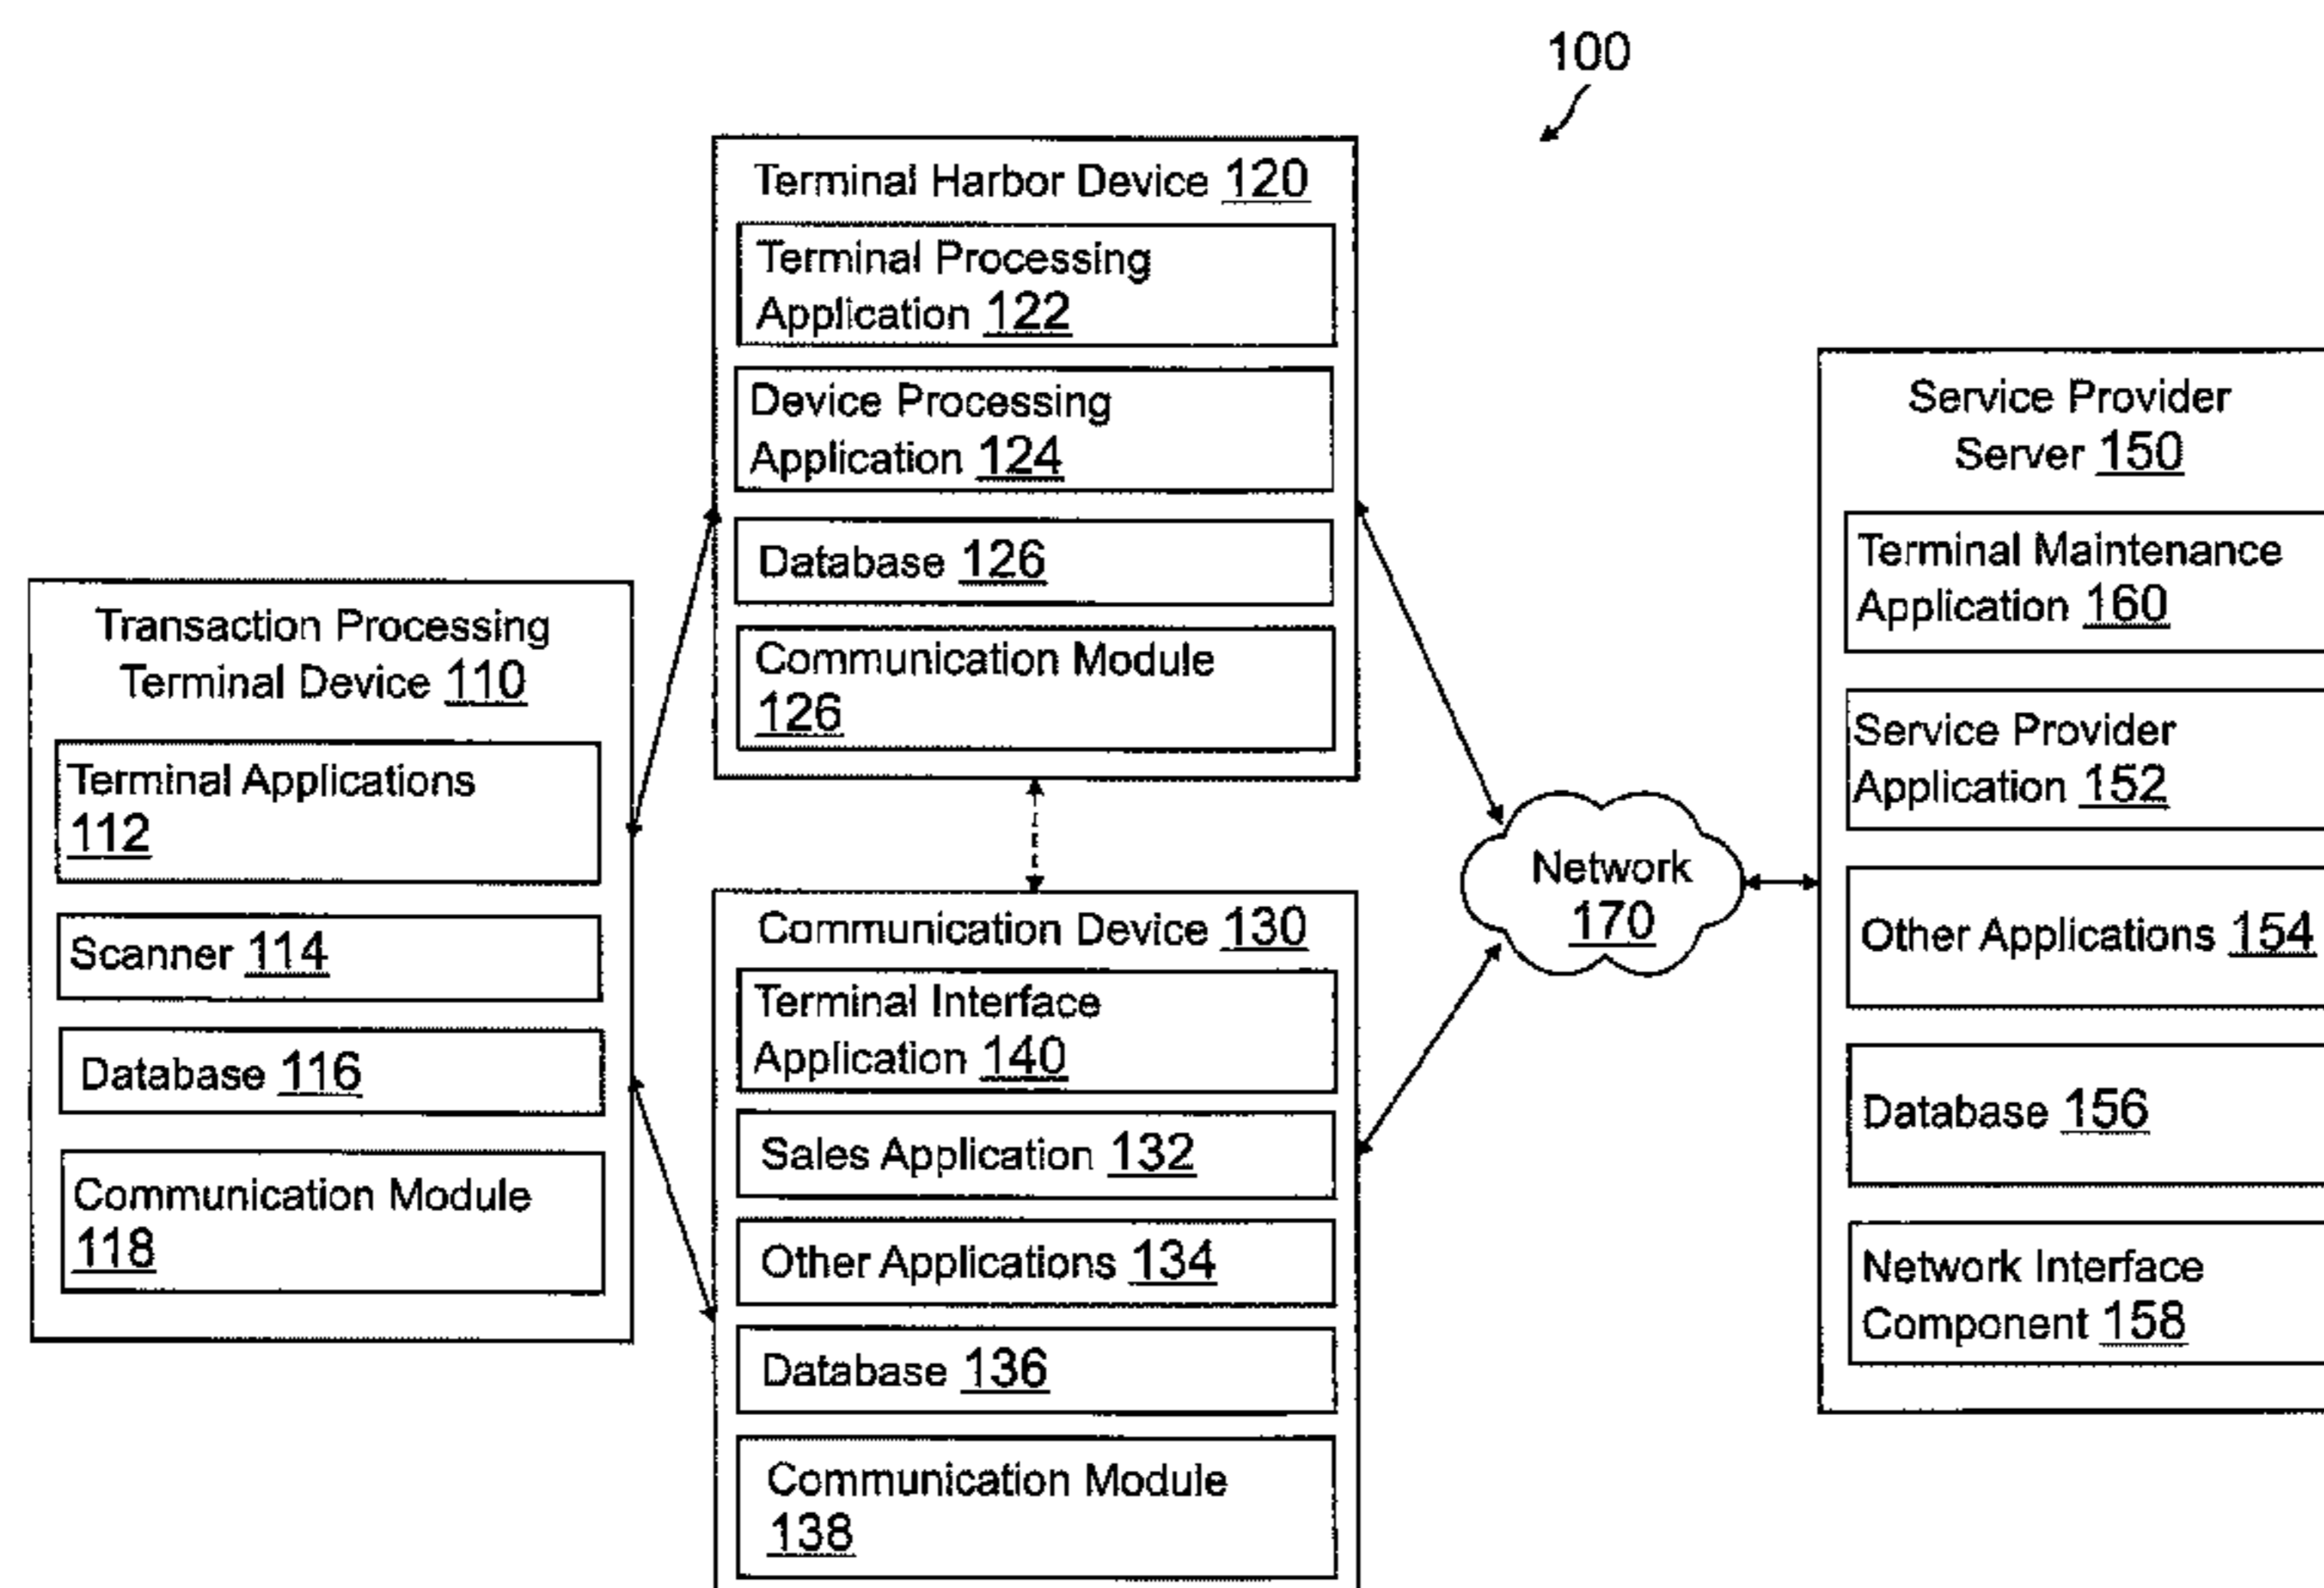 100
Terminal Harbor Device 120
Terminal Processing
Application 122
Device Processing
Application 124
Database 126
Communication Module
126
Transaction Processing
Terminal Device 110
Terminal Applications
112
Scanner 114
Database 116
Communication Module
118
Communication Device 130
Terminal Interface
Application 140
Sales Application 132
Other Applications 134
Database 136
Communication Module
138
Network
170
Service Provider
Server 150
Terminal Maintenance
Application 160
Service Provider
Application 152
Other Applications 154
Database 156
Network Interface
Component 158